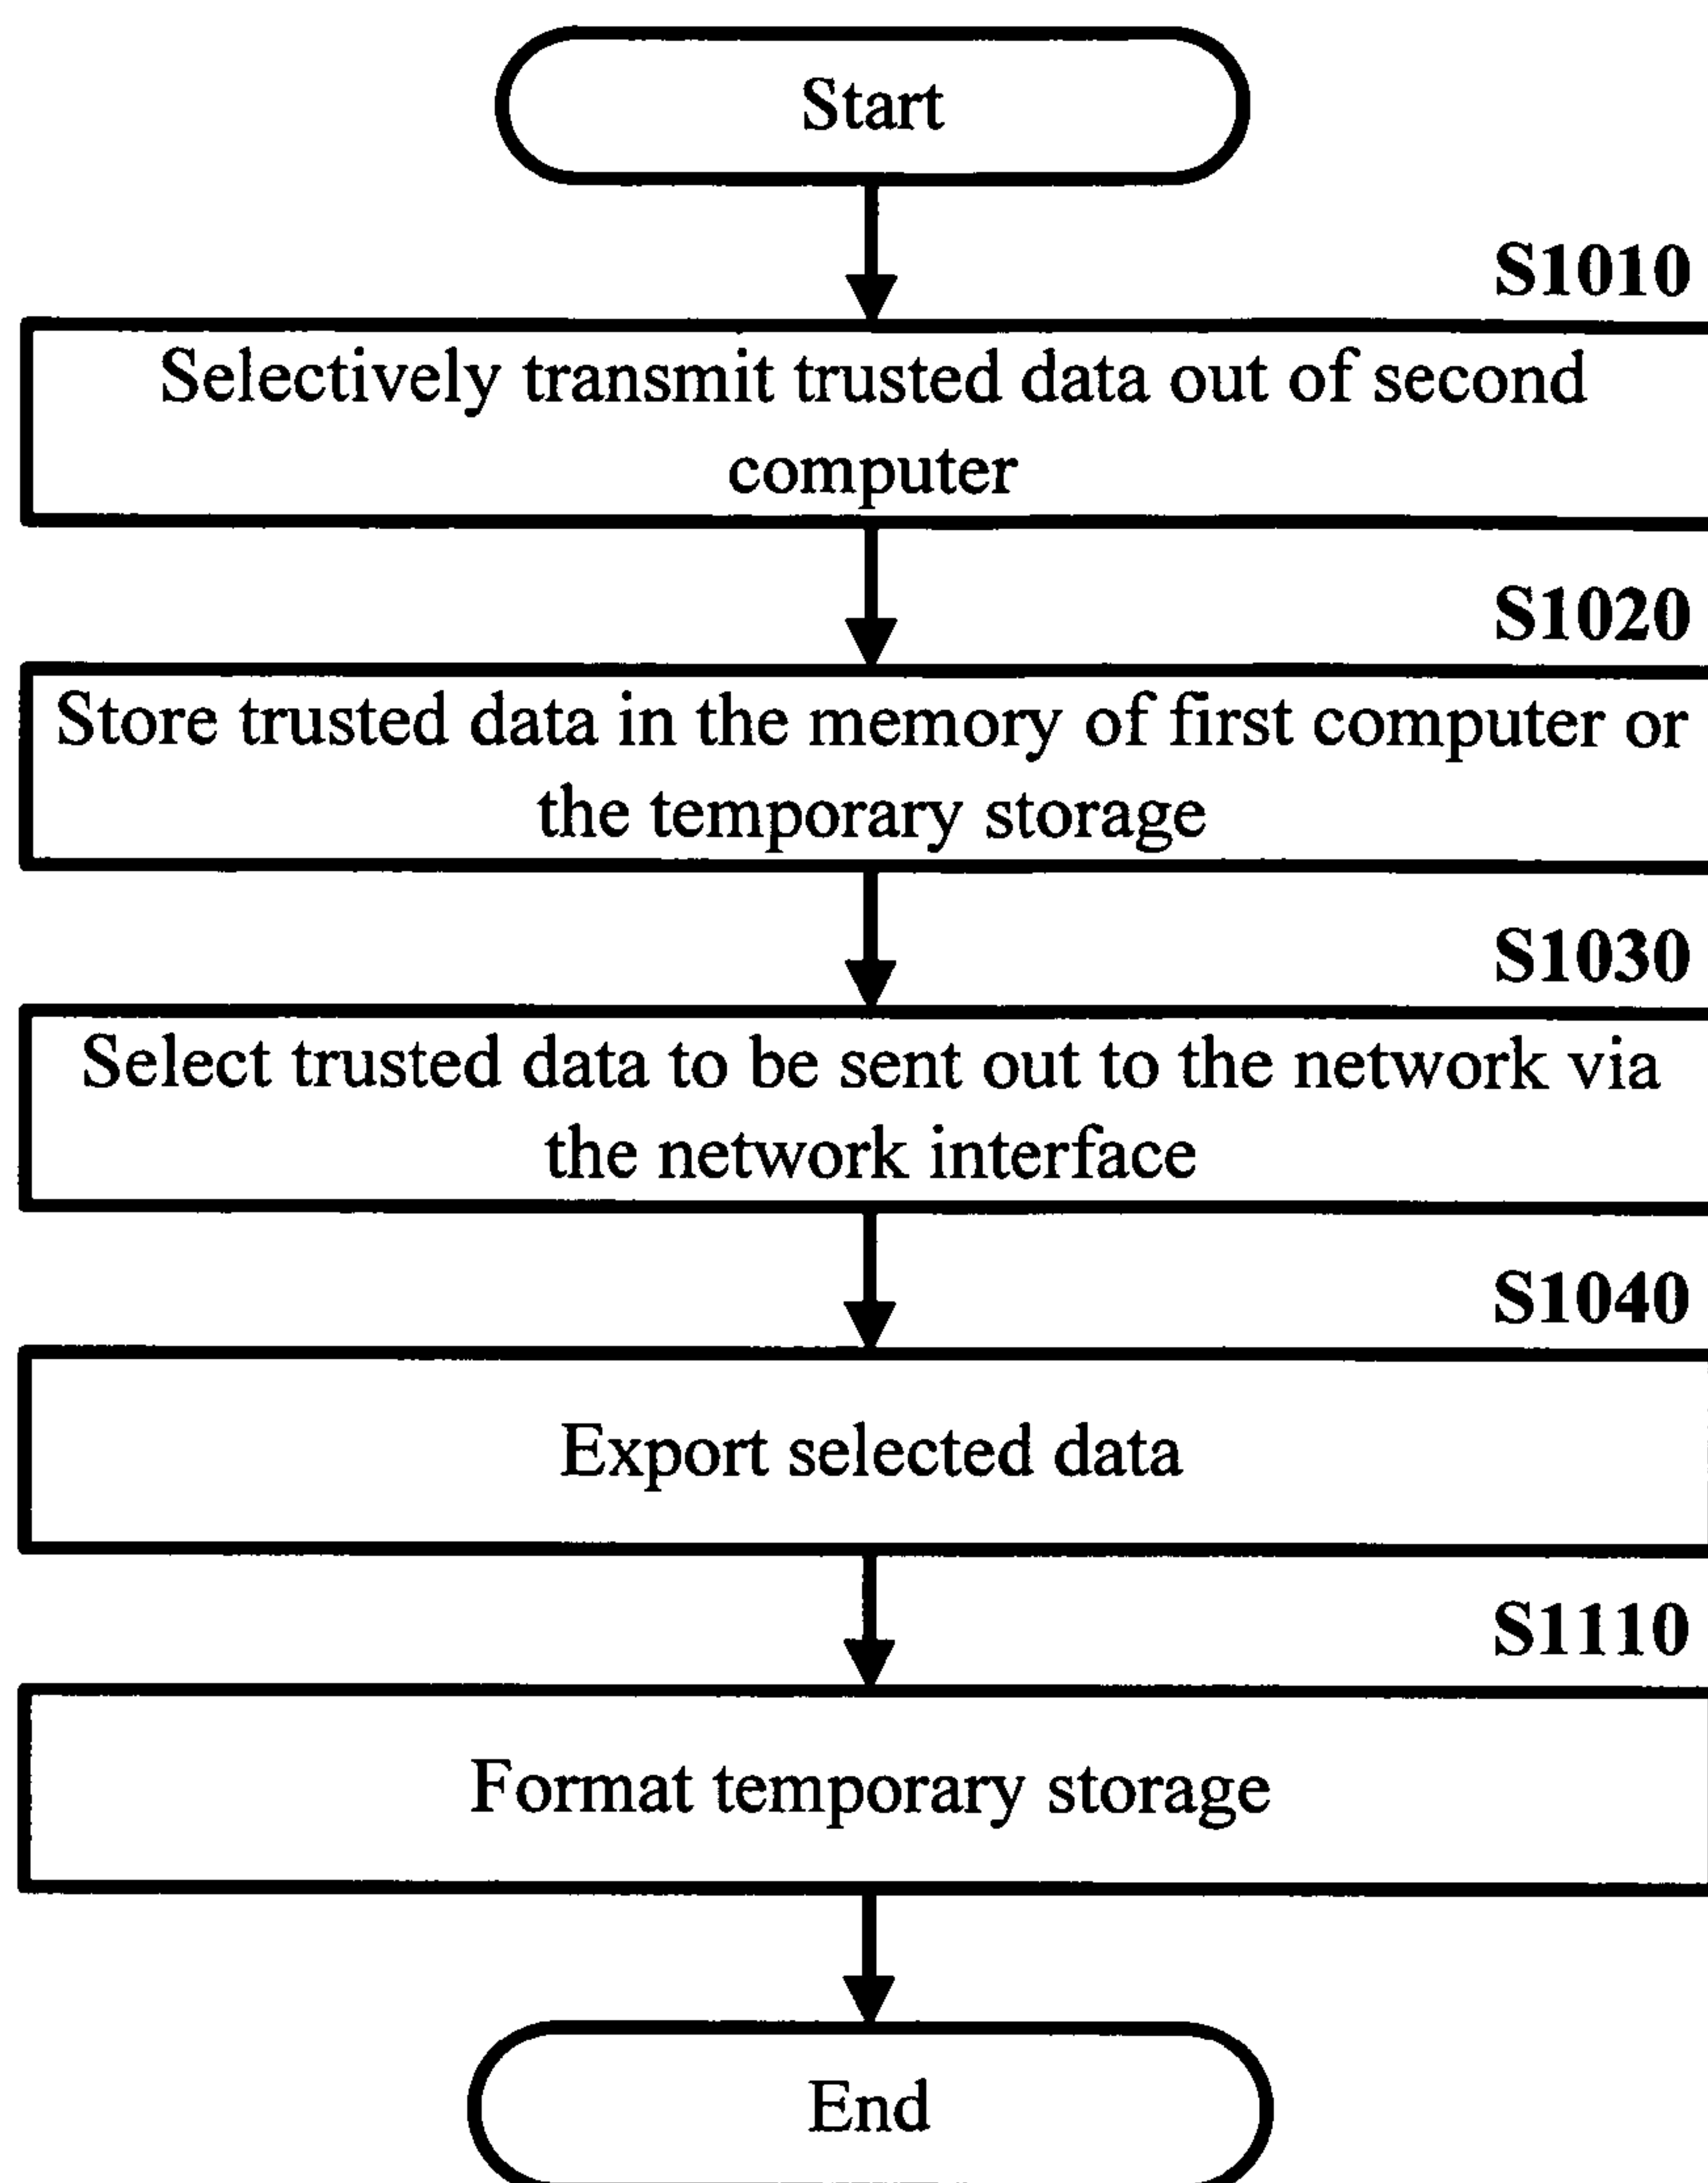 Start
S1010
Selectively transmit trusted data out of second
computer
S1020
Store trusted data in the memory of first computer or
the temporary storage
S1030
Select trusted data to be sent out to the network via
the network interface
S1040
Export selected data
S1110
Format temporary storage
End